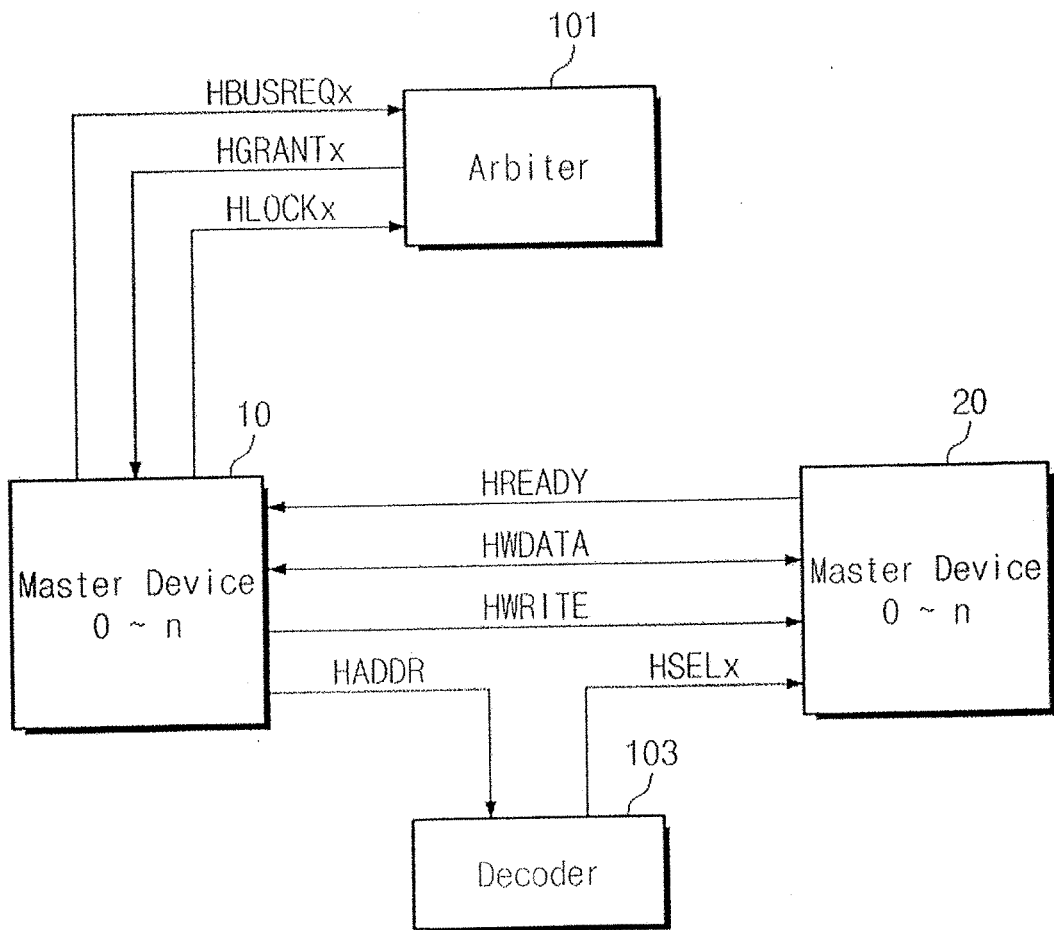 101
HBUSREQx
HGRANTx
HLOCKx
Arbiter
10
20
Master Device
0 ~ n
HREADY
HWDATA
HWRITE
HADDR
HSELx
Master Device
0 ~ n
103
Decoder